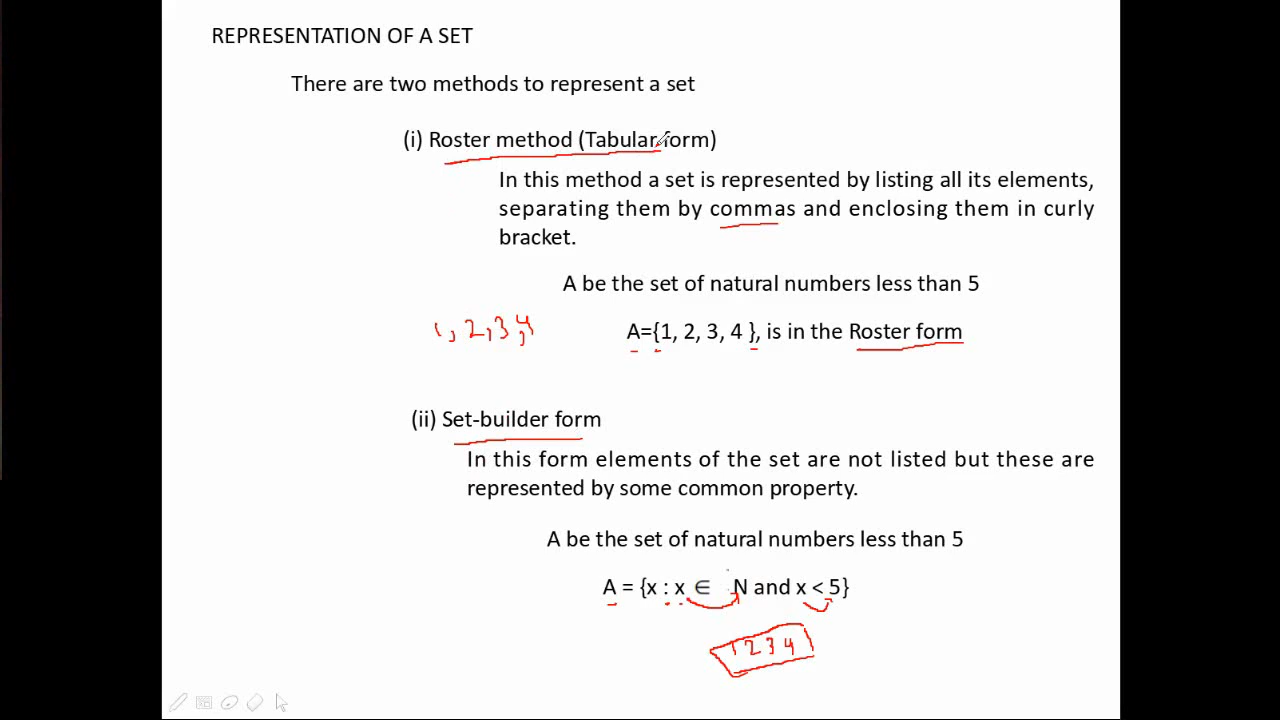 REPRESENTATION OF A SET
There are two methods to represent a set
(i) Roster method (Tabular form)
In this method a set is represented by listing all its elements,
separating them by commas and enclosing them in curly
bracket.
A be the set of natural numbers less than 5
1, 2, 3, 4
A={1, 2, 3, 4 }, is in the Roster form
(ii) Set-builder form
In this form elements of the set are not listed but these are
represented by some common property.
A be the set of natural numbers less than 5
A = {x : x ∈ N and x < 5}
1 2 3 4